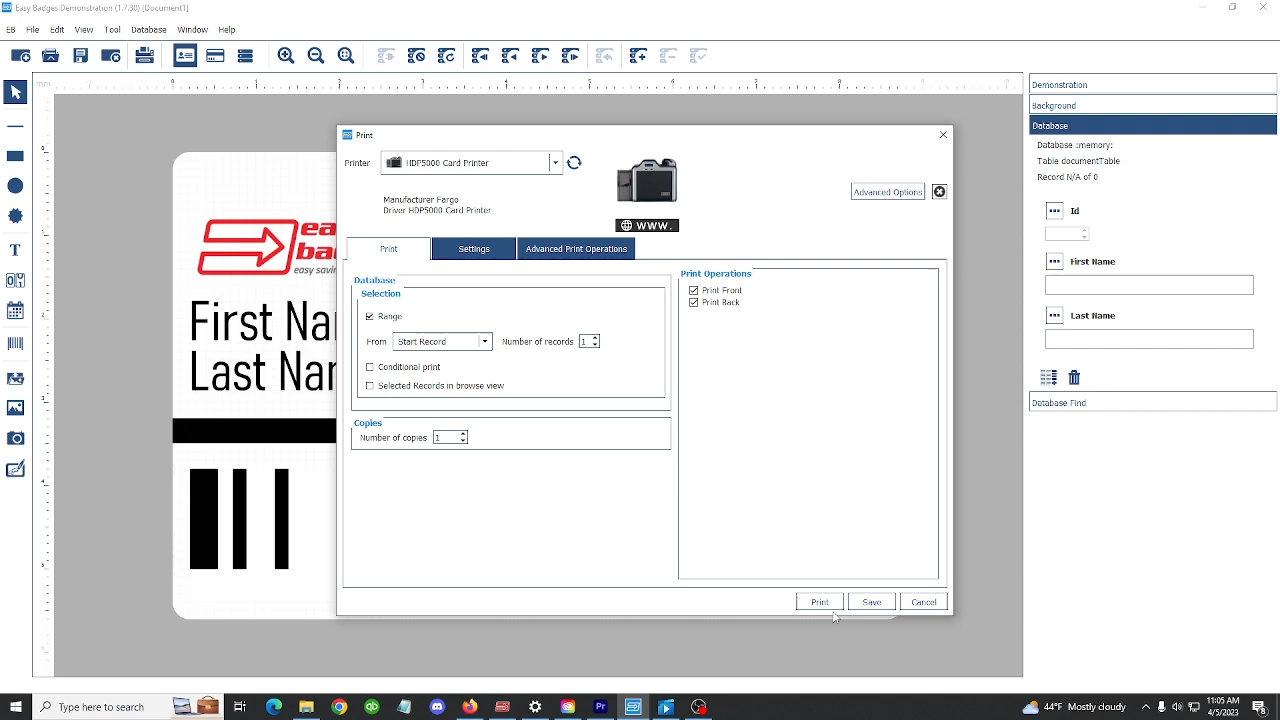 Easy Badges Demonstration (1.7.30) [Document1]
EB File Edit View Tool Database Window Help
mm
Demonstration
Background
Database
Database :memory:
Table documentTable
Record N/A of 0
Id
First Name
Last Name
Database Find
First Na
Last Nar
easy savin
Print
Printer HDP5000 Card Printer
Manufacturer Fargo
Driver HDP5000 Card Printer
WWW.
Advanced Options
Print Settings Advanced Print Operations
Database
Selection
Range
From Start Record Number of records 1
Conditional print
Selected Records in browse view
Copies
Number of copies 1
Print Operations
Print Front
Print Back
Print Save Cancel
Type here to search
44°F Mostly cloudy
11:05 AM
4/5/2023